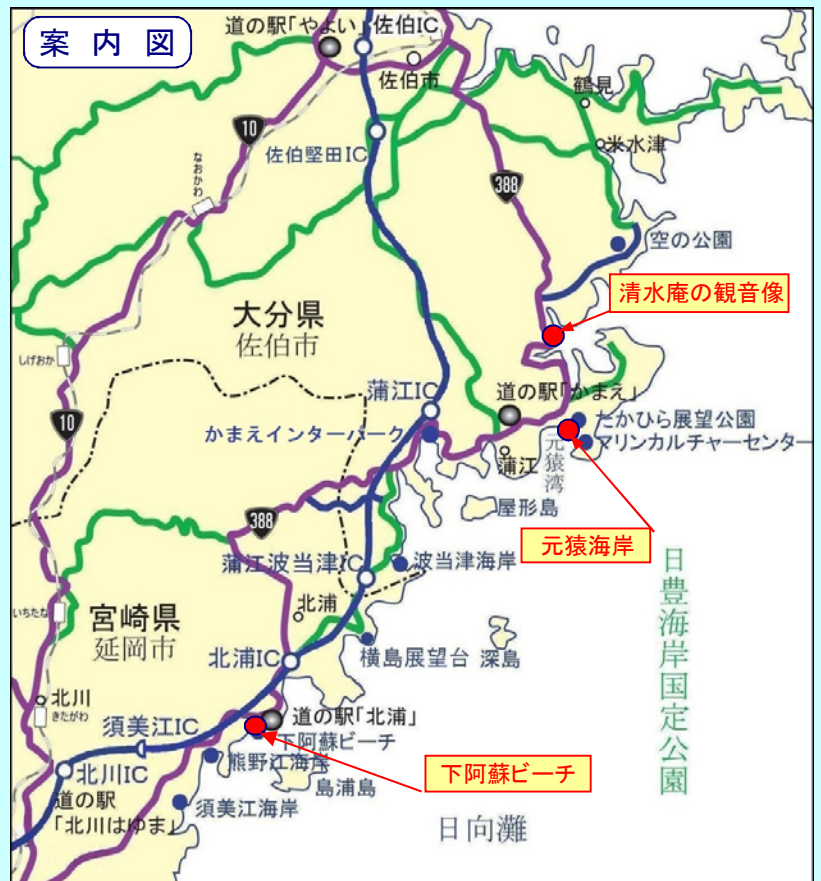 案内図
道の駅「やよい」
佐伯IC
佐伯市
鶴見
10
佐伯堅田IC
米水津
なおかわ
388
空の公園
清水庵の観音像
大分県
佐伯市
しげおか
蒲江IC
道の駅「かまえ」
10
かまえインターパーク
たかひら展望公園
マリンカルチャーセンター
蒲江
元猿湾
屋形島
388
元猿海岸
蒲江波当津IC
波当津海岸
日豊海岸国定公園
いちたな
宮崎県
延岡市
北浦
北浦IC
横島展望台
深島
北川
きたがわ
須美江IC
道の駅「北浦」
下阿蘇ビーチ
北川IC
熊野江海岸
下阿蘇ビーチ
島浦島
道の駅
「北川はゆま」
須美江海岸
日向灘